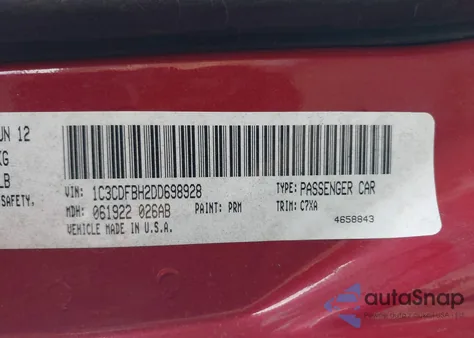 UN 12
KG
LB
SAFETY.
VIN: 1C3CDFBH2DD698928 TYPE: PASSENGER CAR
MDH: 061922 026AB PAINT: PRM TRIM: C7XA
VEHICLE MADE IN U.S.A. 4658843
autoSnap